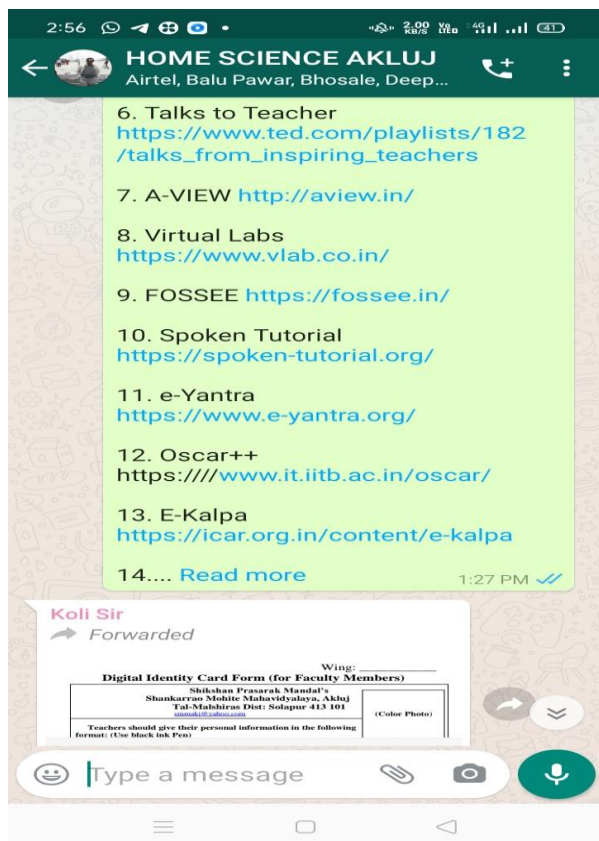 2:56
2.00 KB/S
4G
41
HOME SCIENCE AKLUJ
Airtel, Balu Pawar, Bhosale, Deep...
6. Talks to Teacher
https://www.ted.com/playlists/182
/talks_from_inspiring_teachers
7. A-VIEW http://aview.in/
8. Virtual Labs
https://www.vlab.co.in/
9. FOSSEE https://fossee.in/
10. Spoken Tutorial
https://spoken-tutorial.org/
11. e-Yantra
https://www.e-yantra.org/
12. Oscar++
https:////www.it.iitb.ac.in/oscar/
13. E-Kalpa
https://icar.org.in/content/e-kalpa
14.... Read more
1:27 PM
Koli Sir
Forwarded
Wing: ____________
Digital Identity Card Form (for Faculty Members)
Shikshan Prasarak Mandal's
Shankarrao Mohite Mahavidyalaya, Akluj
Tal-Malshiras Dist: Solapur 413 101
(Color Photo)
Teachers should give their personal information in the following
format: (Use black ink Pen)
Type a message